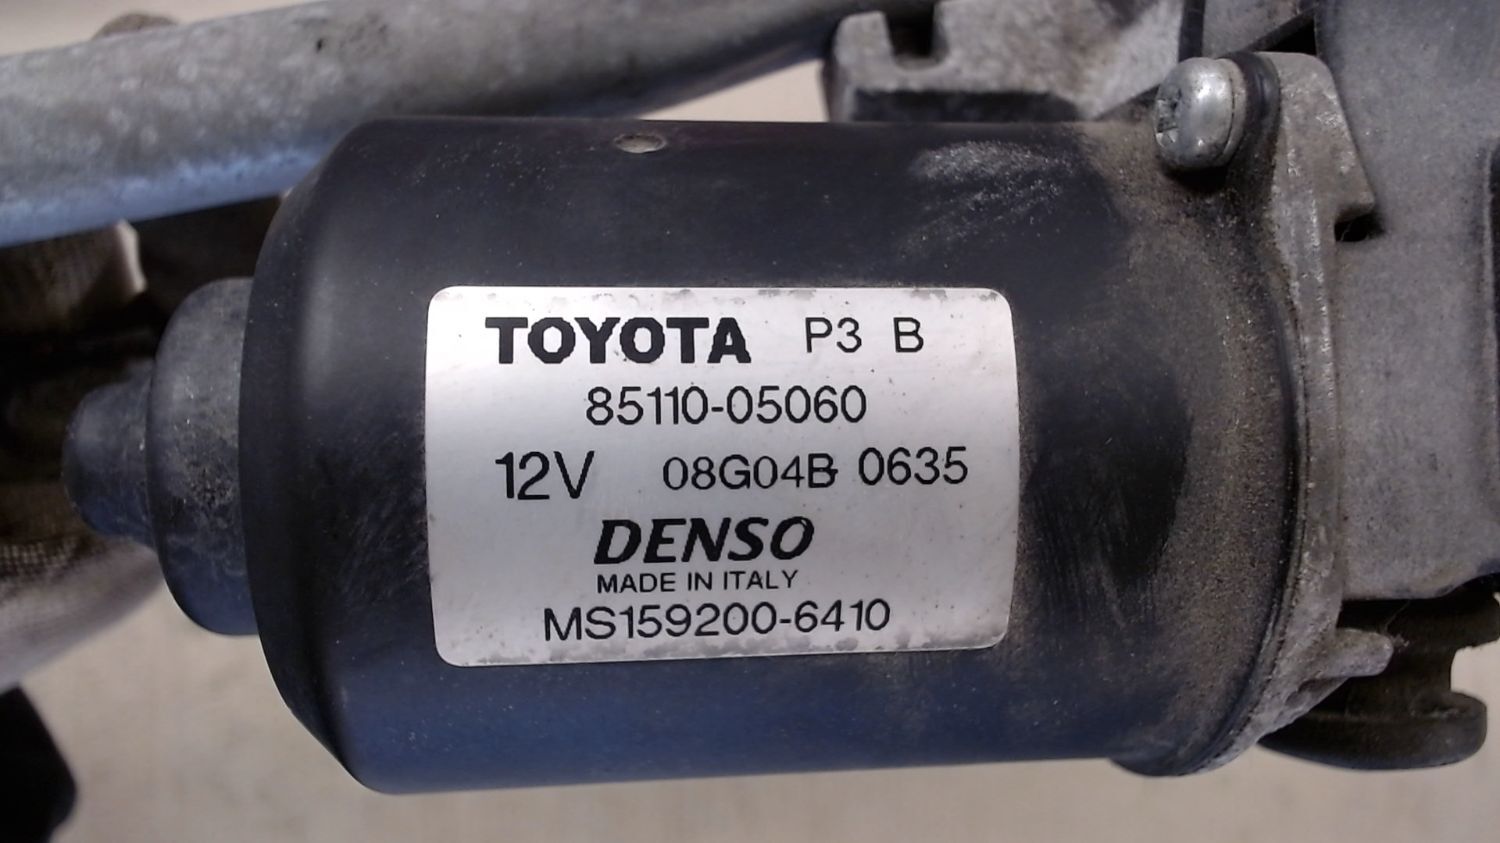 TOYOTA P3 B
85110-05060
12V 08G04B 0635
DENSO
MADE IN ITALY
MS159200-6410